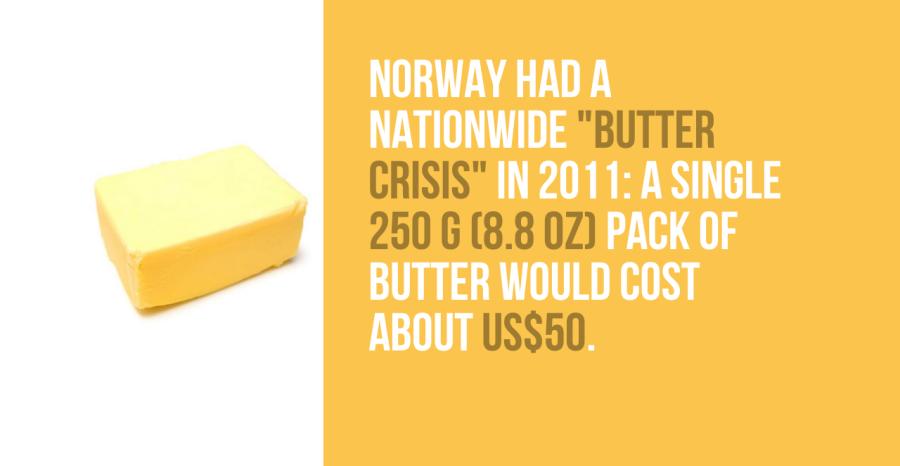 NORWAY HAD A
NATIONWIDE "BUTTER
CRISIS" IN 2011: A SINGLE
250 G (8.8 OZ) PACK OF
BUTTER WOULD COST
ABOUT US$50.